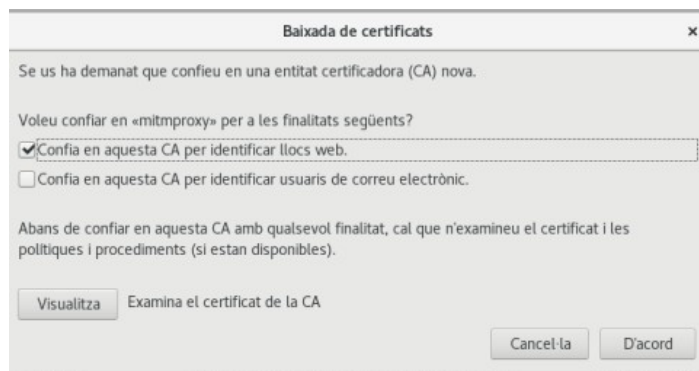 Baixada de certificats
Se us ha demanat que confieu en una entitat certificadora (CA) nova.
Voleu confiar en «mitmproxy» per a les finalitats següents?
Confia en aquesta CA per identificar llocs web.
Confia en aquesta CA per identificar usuaris de correu electrònic.
Abans de confiar en aquesta CA amb qualsevol finalitat, cal que n'examineu el certificat i les
polítiques i procediments (si estan disponibles).
Visualitza Examina el certificat de la CA
Cancel·la D'acord